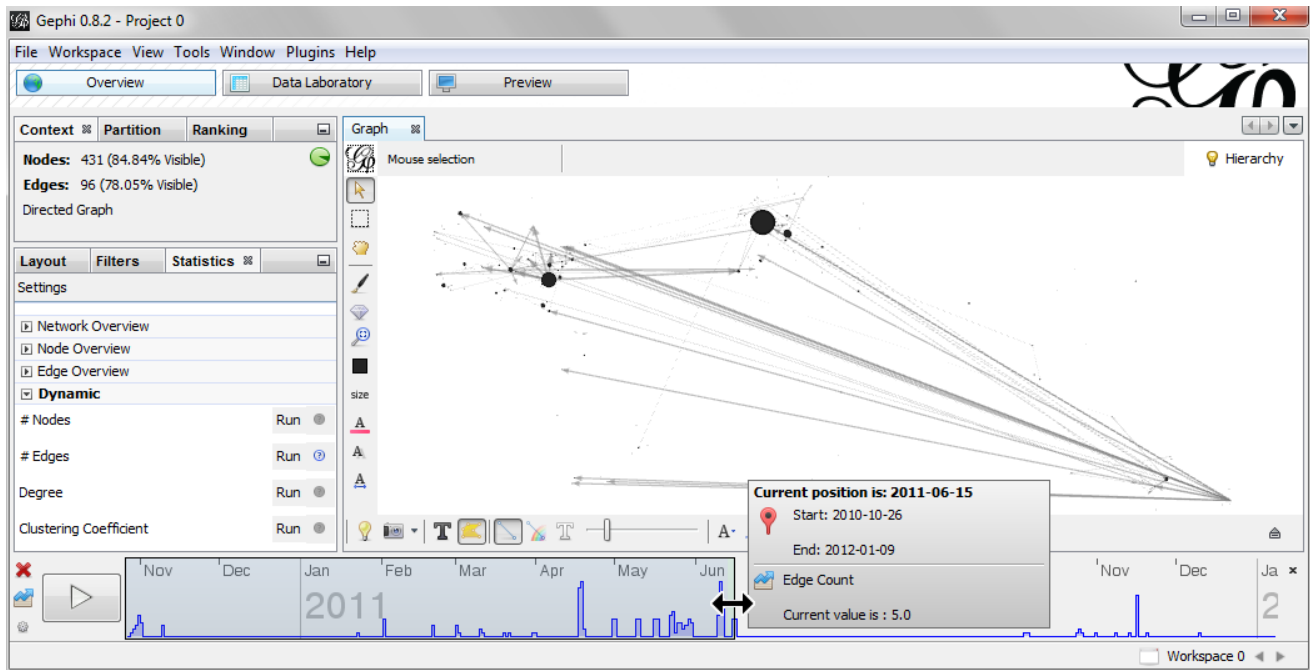 Gephi 0.8.2 - Project 0
File Workspace View Tools Window Plugins Help
Overview Data Laboratory Preview
Context Partition Ranking
Graph
Nodes: 431 (84.84% Visible)
Mouse selection
Hierarchy
Edges: 96 (78.05% Visible)
Directed Graph
Layout Filters Statistics
Settings
Network Overview
Node Overview
Edge Overview
Dynamic
size
# Nodes Run
A
# Edges Run
A
Degree Run
A
Clustering Coefficient Run
T T A-
Current position is: 2011-06-15
Start: 2010-10-26
End: 2012-01-09
Edge Count
Current value is : 5.0
'Nov 'Dec Jan 'Feb 'Mar 'Apr 'May 'Jun 'Nov 'Dec Ja
2011 2
Workspace 0